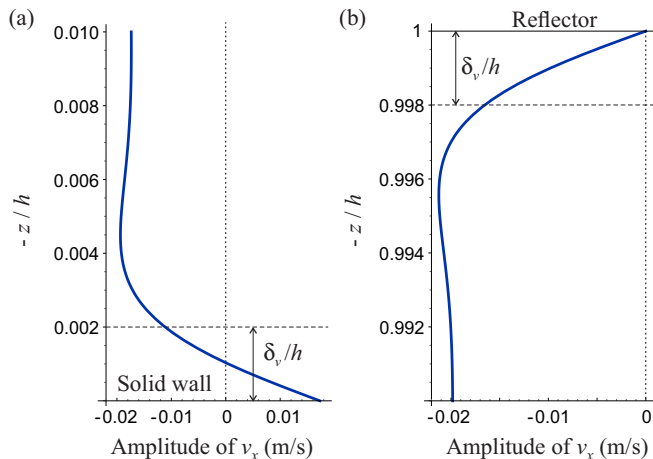 (a)
0.010
0.008
0.006
0.004
0.002
- z / h
δᵥ/h
Solid wall
-0.02
-0.01
0
0.01
Amplitude of vₓ (m/s)
(b)
Reflector
1
0.998
0.996
0.994
0.992
- z / h
δᵥ/h
-0.02
-0.01
0
Amplitude of vₓ (m/s)